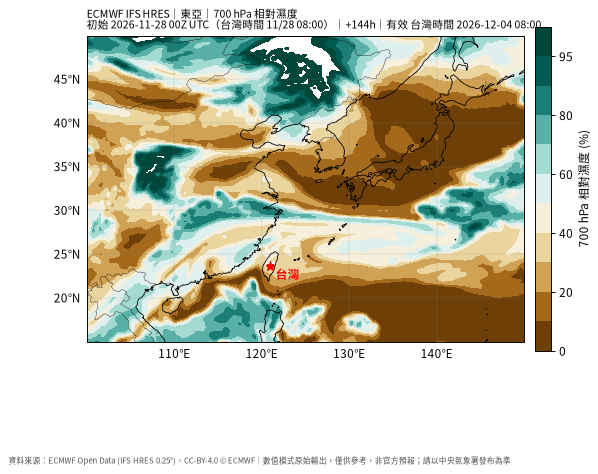 ECMWF IFS HRES｜東亞｜700 hPa 相對濕度
初始 2026-11-28 00Z UTC（台灣時間 11/28 08:00）｜+144h｜有效 台灣時間 2026-12-04 08:00
45°N
40°N
35°N
30°N
25°N
20°N
110°E
120°E
130°E
140°E
台灣
95
80
60
40
20
0
700 hPa 相對濕度 (%)
資料來源：ECMWF Open Data (IFS HRES 0.25°)，CC-BY-4.0 © ECMWF｜數值模式原始輸出，僅供參考，非官方預報；請以中央氣象署發布為準